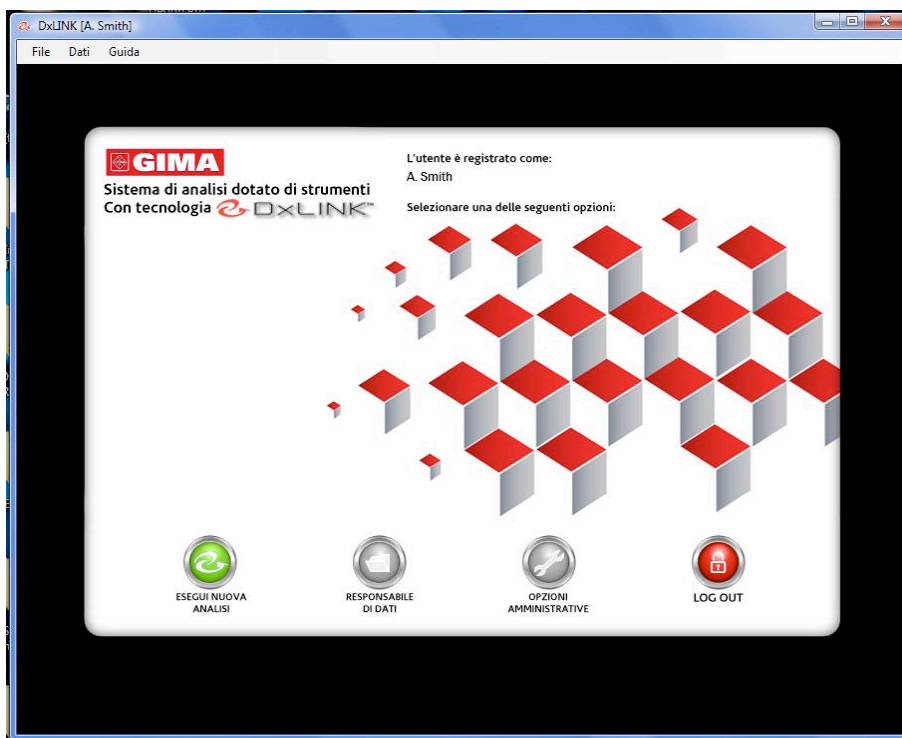 DxLINK [A. Smith]
File Dati Guida
GIMA
Sistema di analisi dotato di strumenti
Con tecnologia DxLINK™
L'utente è registrato come:
A. Smith
Selezionare una delle seguenti opzioni:
ESEGUI NUOVA
ANALISI
RESPONSABILE
DI DATI
OPZIONI
AMMINISTRATIVE
LOG OUT